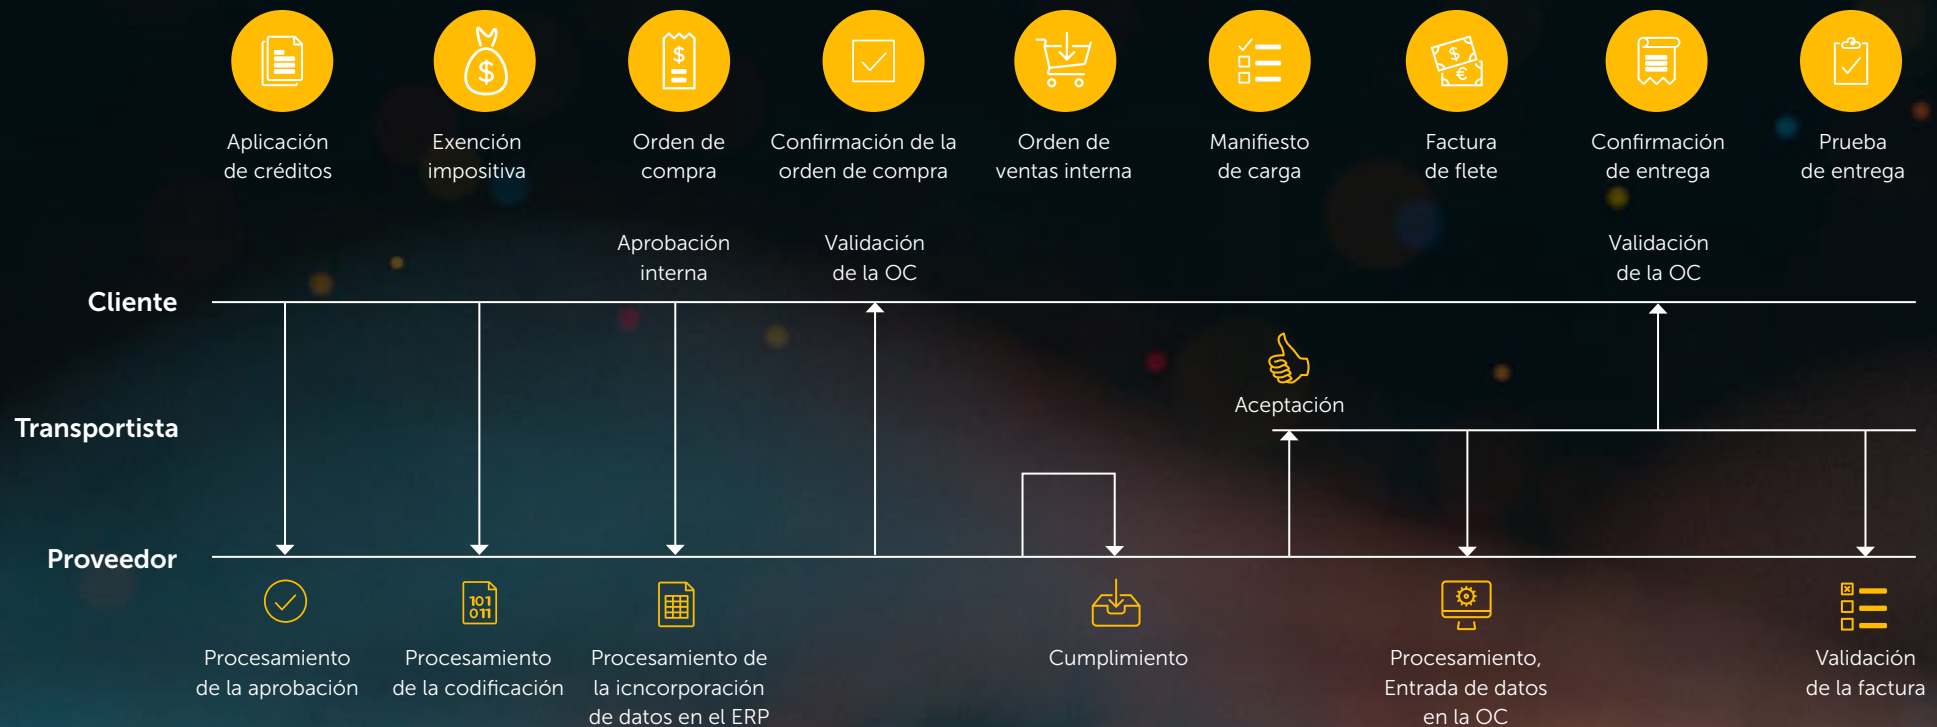 Aplicación
de créditos
Exención
impositiva
Orden de
compra
Confirmación de la
orden de compra
Orden de
ventas interna
Manifiesto
de carga
Factura
de flete
Confirmación
de entrega
Prueba
de entrega
Aprobación
interna
Validación
de la OC
Validación
de la OC
Cliente
Aceptación
Transportista
Proveedor
101
011
Procesamiento
de la aprobación
Procesamiento
de la codificación
Procesamiento de
la icncorporación
de datos en el ERP
Cumplimiento
Procesamiento,
Entrada de datos
en la OC
Validación
de la factura